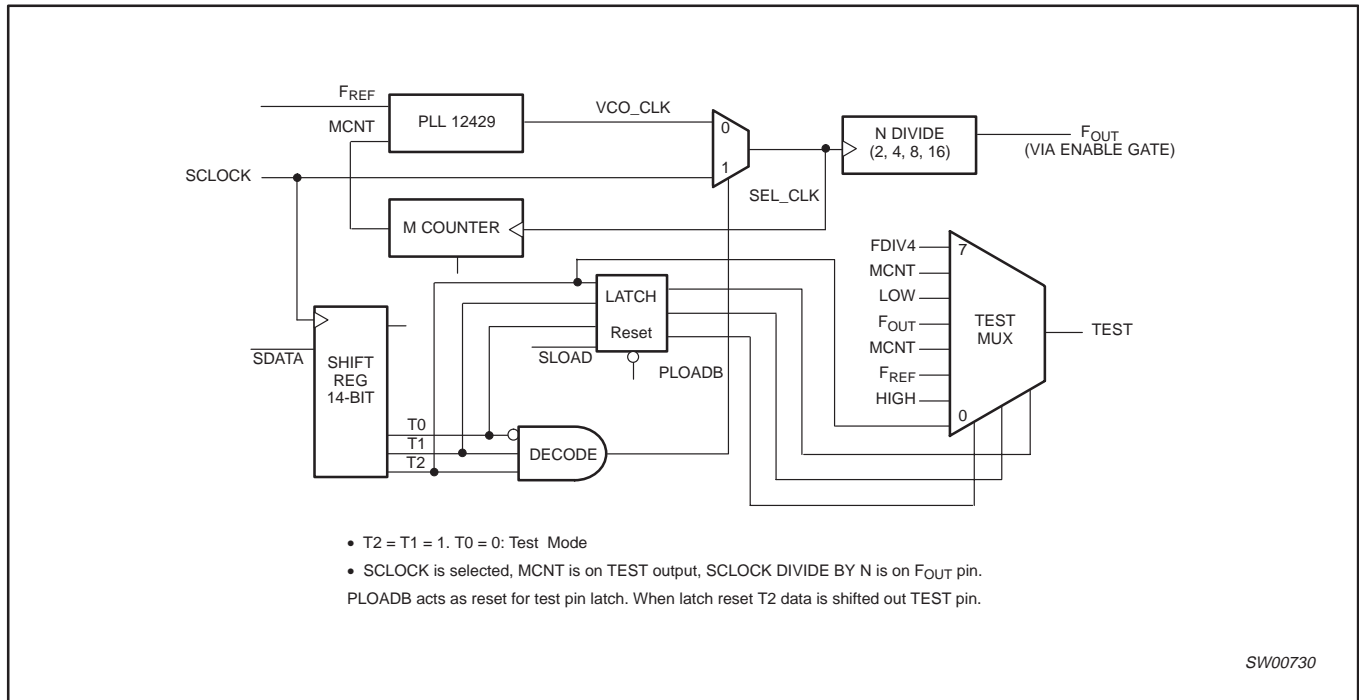 FREF
MCNT
PLL 12429
VCO_CLK
0
1
N DIVIDE
(2, 4, 8, 16)
FOUT
(VIA ENABLE GATE)
SCLOCK
SEL_CLK
M COUNTER
LATCH
Reset
SLOAD
PLOADB
FDIV4
MCNT
LOW
FOUT
MCNT
FREF
HIGH
7
TEST
MUX
0
TEST
SDATA
SHIFT
REG
14-BIT
T0
T1
T2
DECODE
• T2 = T1 = 1. T0 = 0: Test Mode
• SCLOCK is selected, MCNT is on TEST output, SCLOCK DIVIDE BY N is on FOUT pin.
PLOADB acts as reset for test pin latch. When latch reset T2 data is shifted out TEST pin.
SW00730